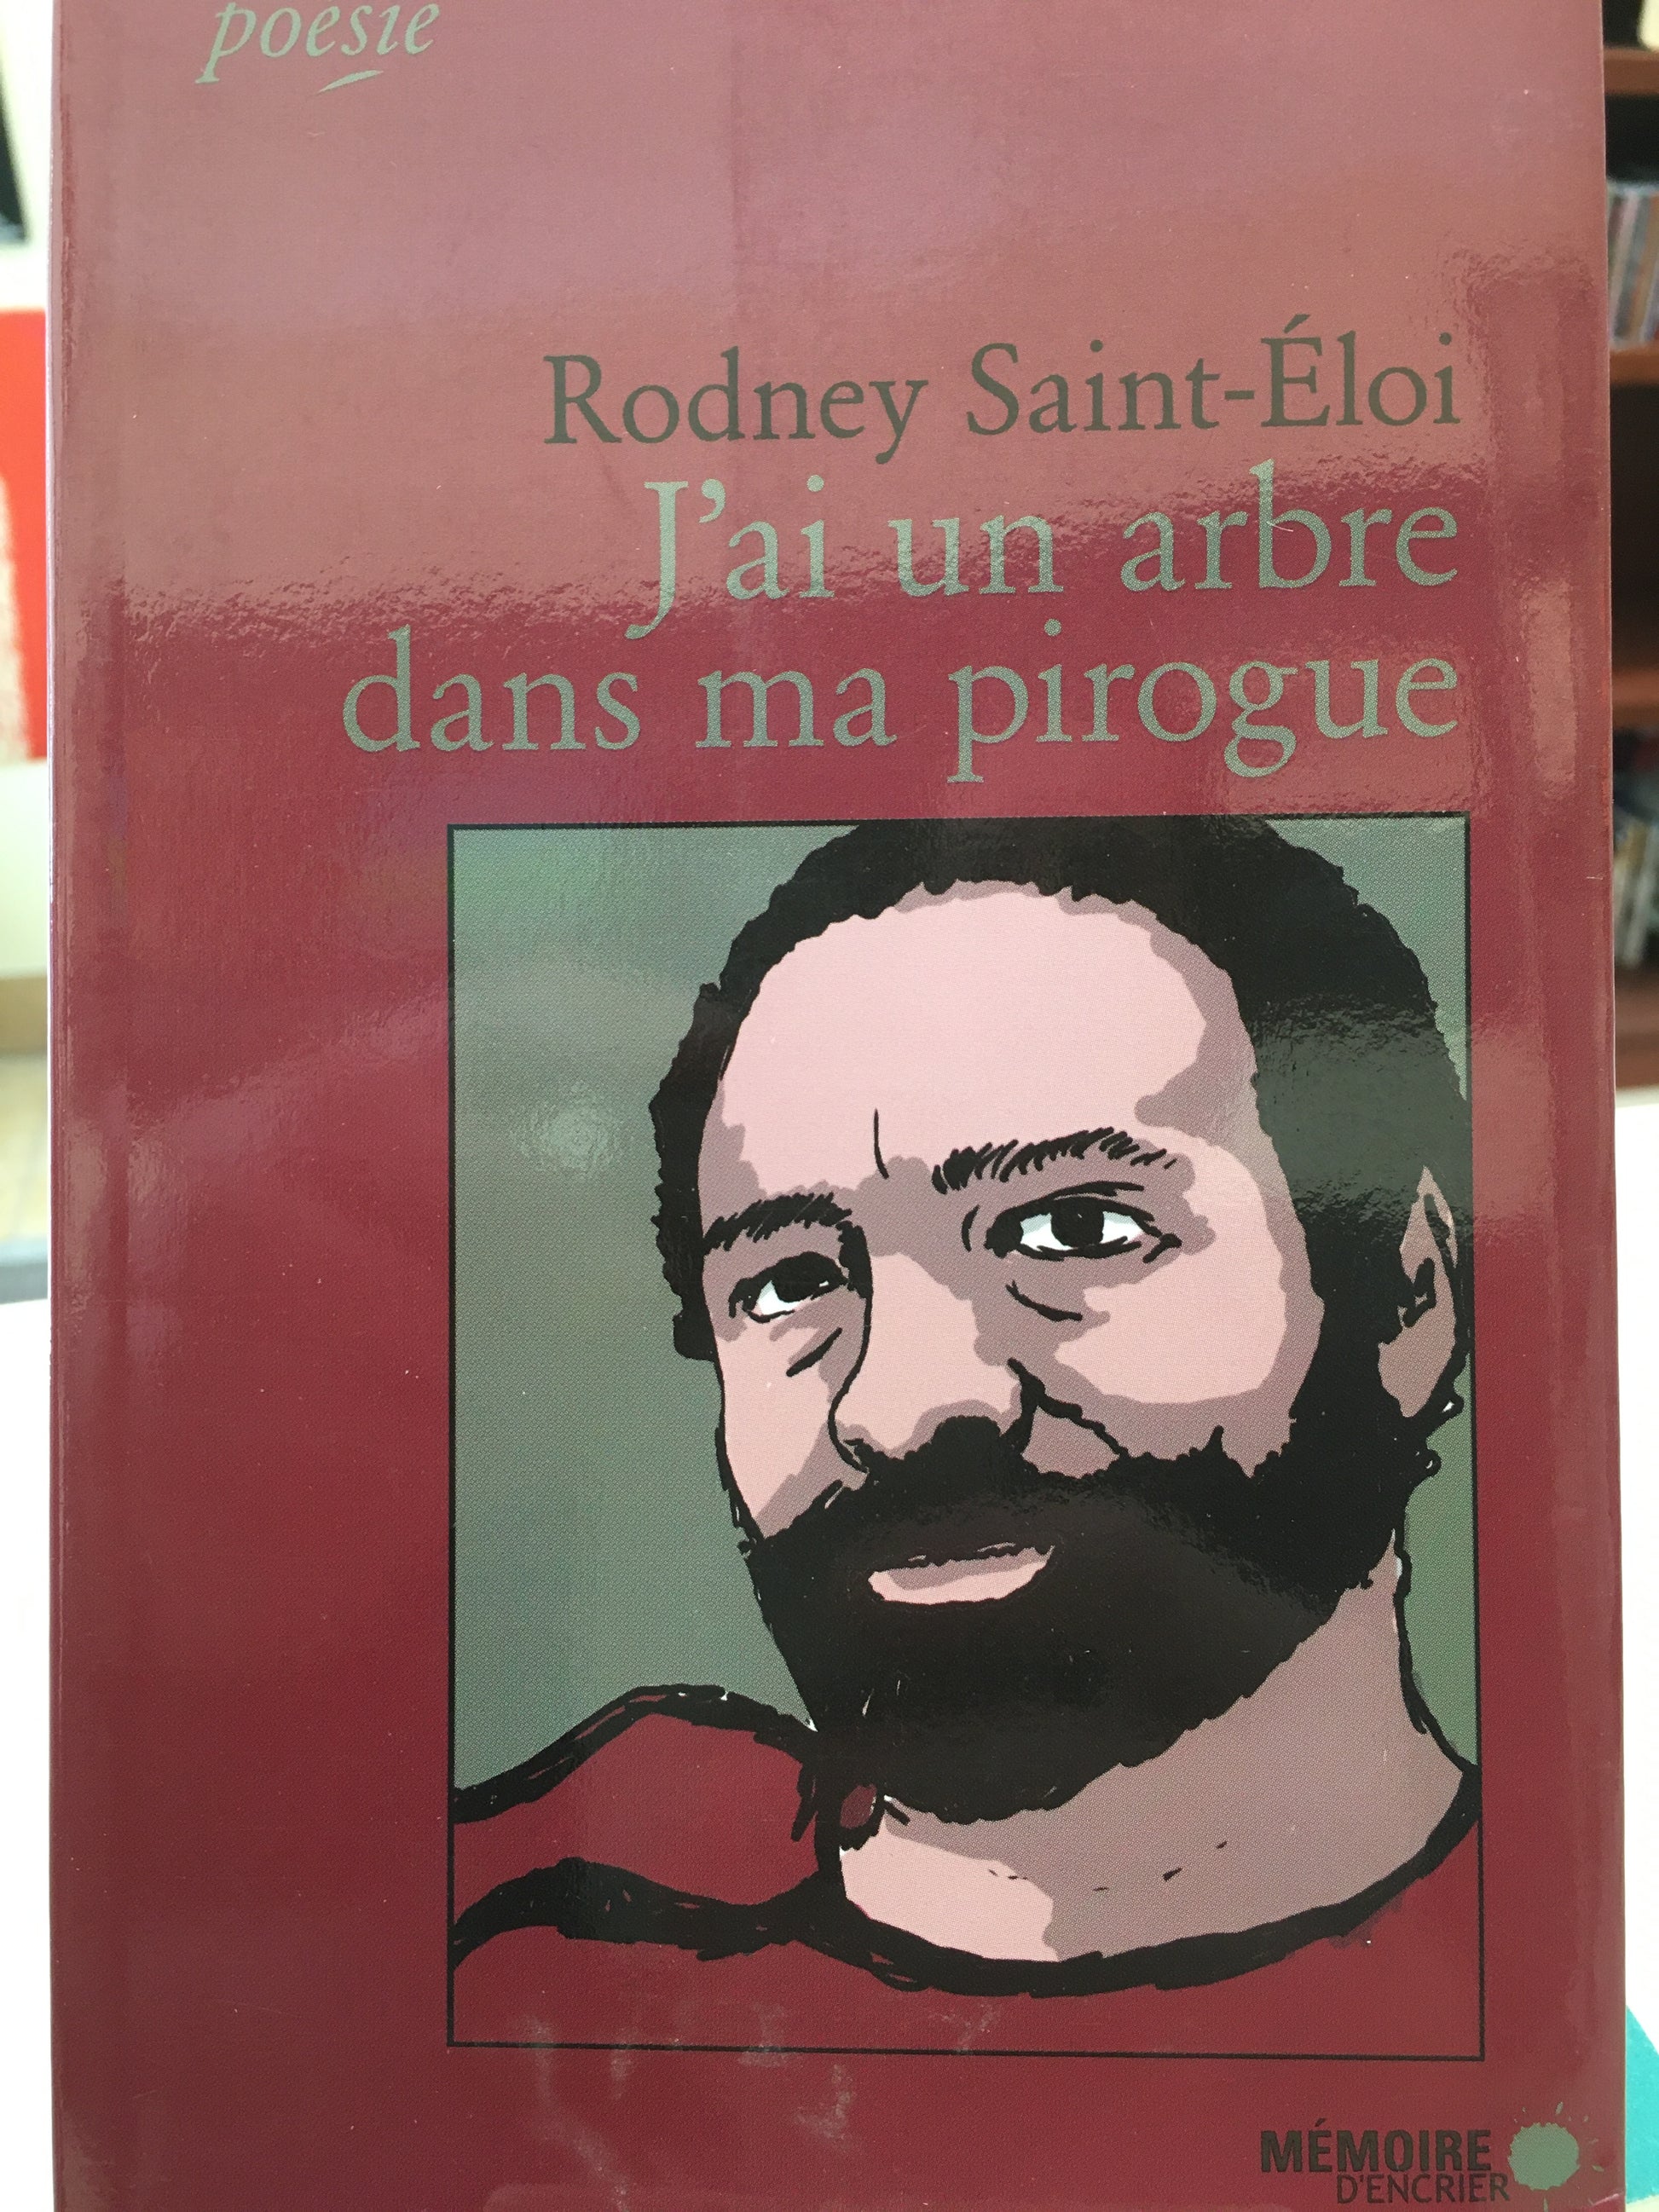 poésie
Rodney Saint-Éloi
J'ai un arbre
dans ma pirogue
MÉMOIRE
D'ENCRIER